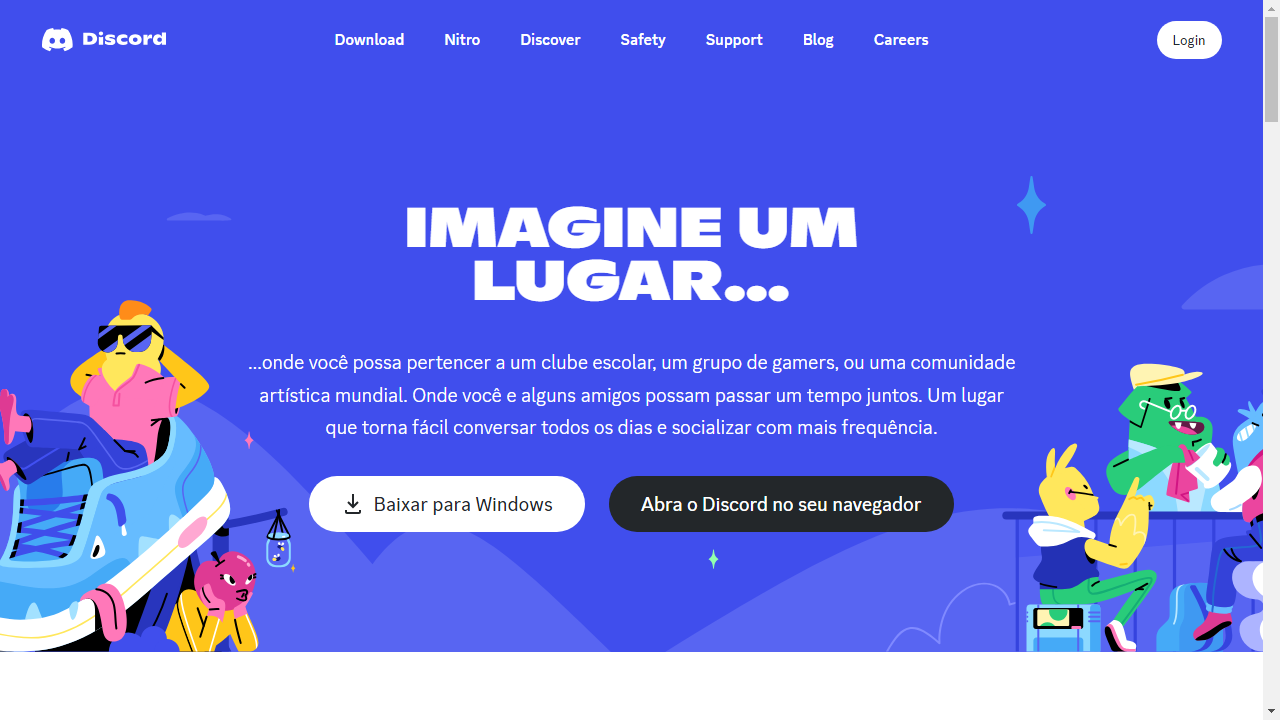 Discord
Download Nitro Discover Safety Support Blog Careers
Login
IMAGINE UM
LUGAR...
...onde você possa pertencer a um clube escolar, um grupo de gamers, ou uma comunidade
artística mundial. Onde você e alguns amigos possam passar um tempo juntos. Um lugar
que torna fácil conversar todos os dias e socializar com mais frequência.
Baixar para Windows
Abra o Discord no seu navegador